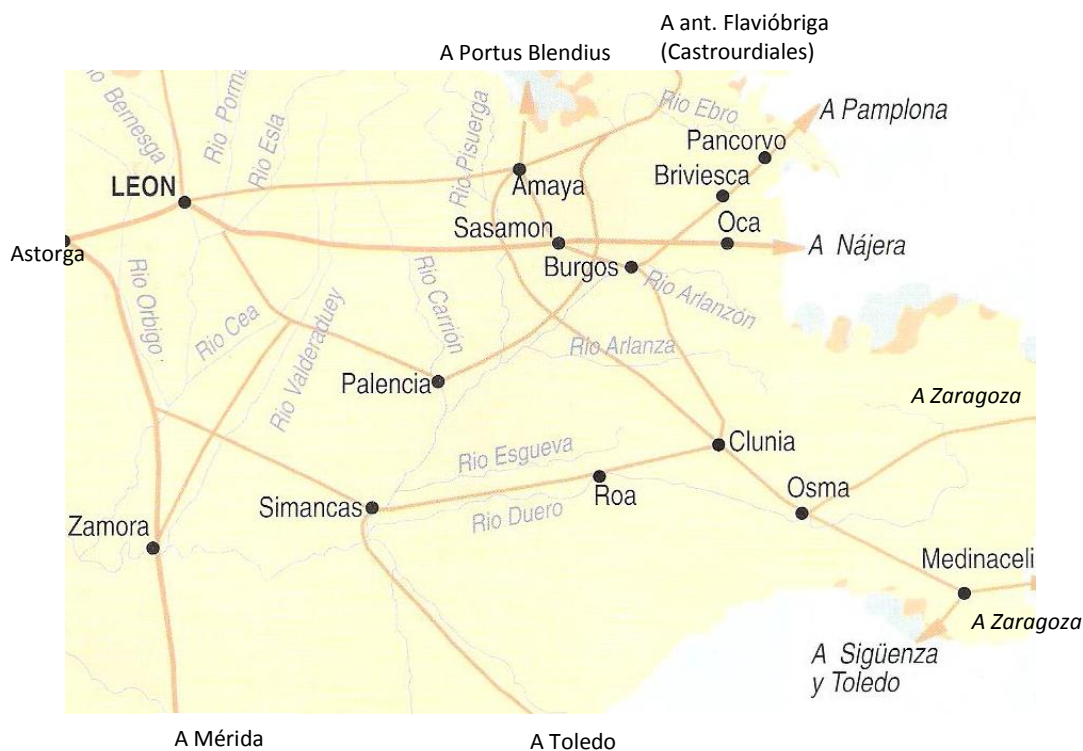 A ant. Flavióbriga
(Castrourdiales)
A Portus Blendius
Rio Bernesga
Rio Porma
Rio Esla
Rio Pisuerga
Rio Ebro
A Pamplona
Pancorvo
Briviesca
LEON
Amaya
Oca
Sasamon
Astorga
A Nájera
Burgos
Rio Arlanzón
Rio Orbigo
Rio Cea
Rio Valderaduey
Rio Carrión
Rio Arlanza
Palencia
A Zaragoza
Clunia
Rio Esgueva
Roa
Osma
Simancas
Rio Duero
Zamora
Medinaceli
A Zaragoza
A Sigüenza
y Toledo
A Mérida
A Toledo